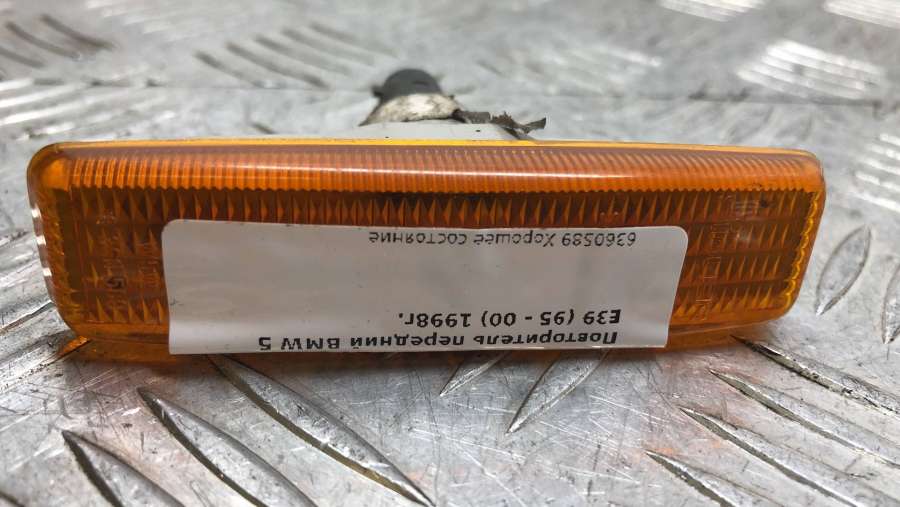 Повторитель передний BMW 5
E39 (95 - 00) 1998г.
6360589 Хорошее состояние